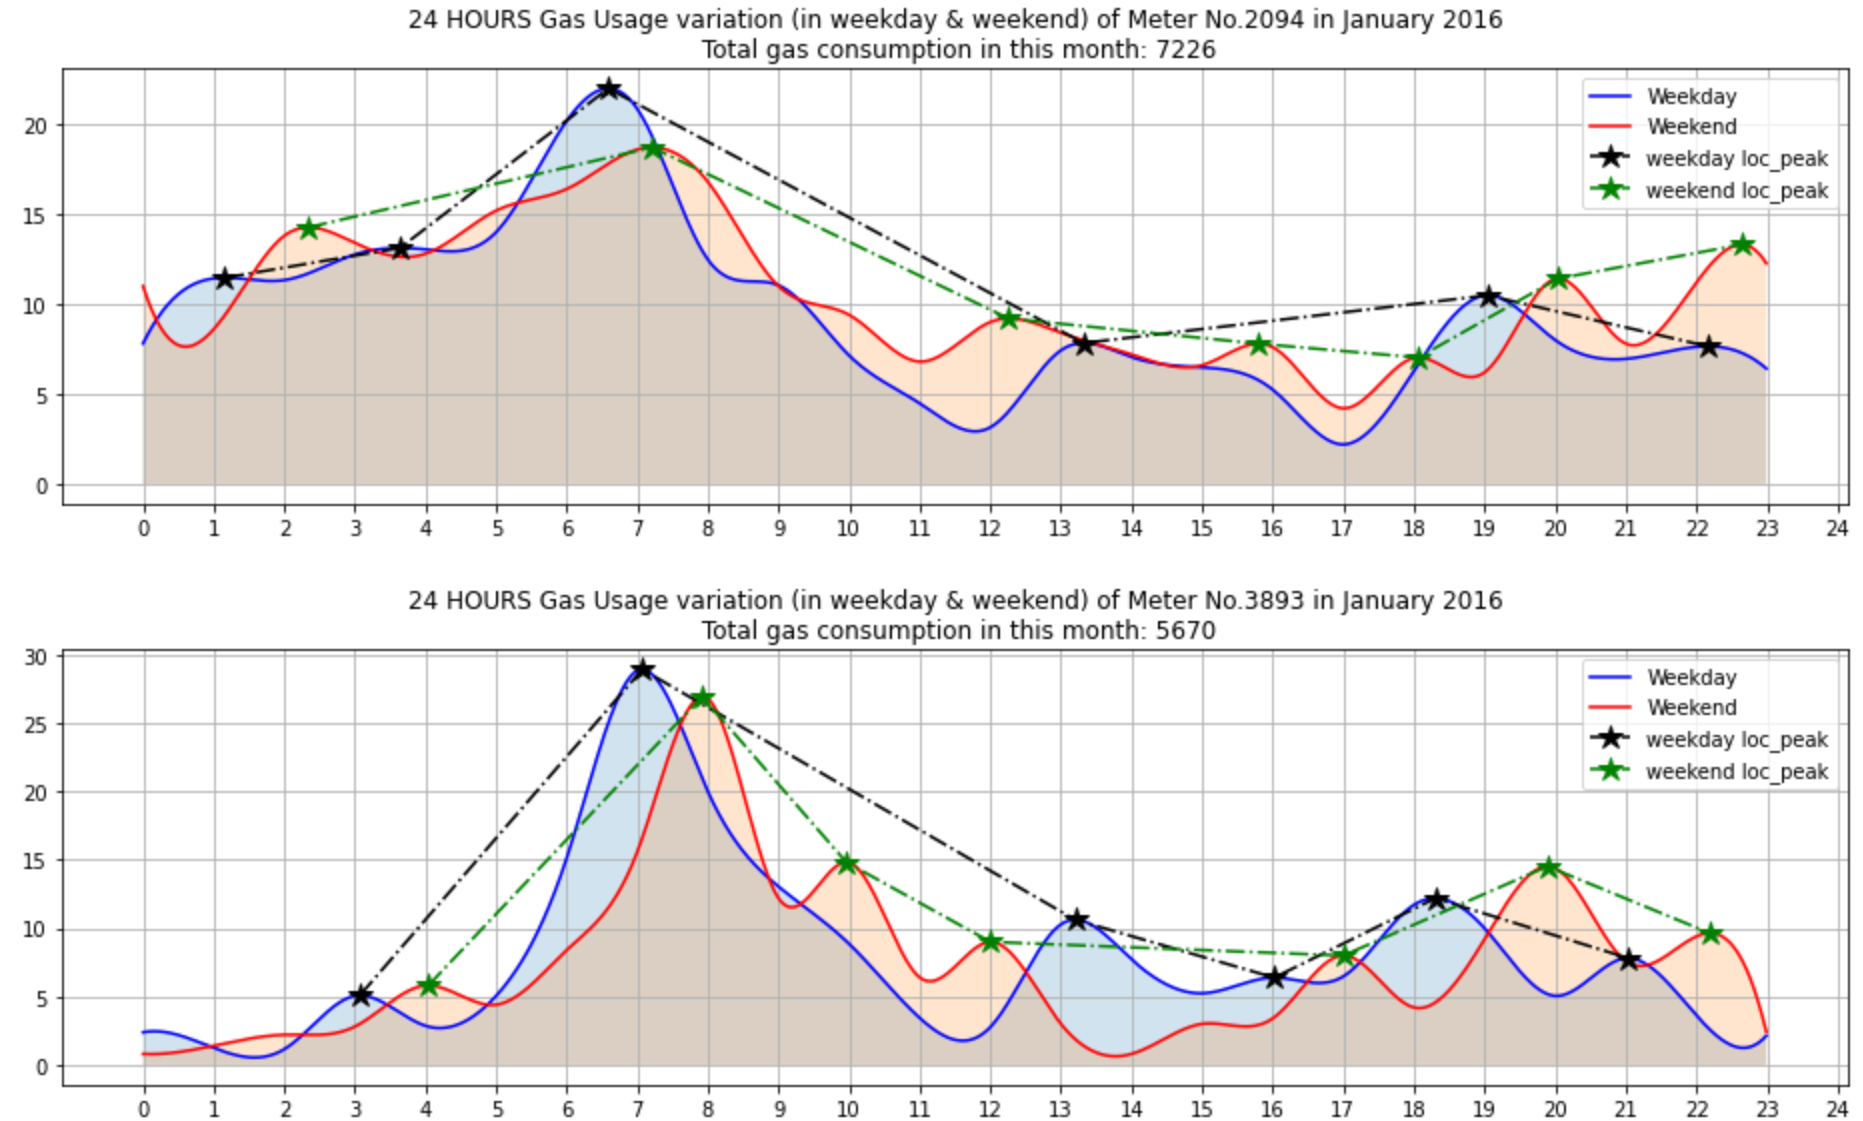 24 HOURS Gas Usage variation (in weekday & weekend) of Meter No.2094 in January 2016
Total gas consumption in this month: 7226
Weekday
Weekend
weekday loc_peak
weekend loc_peak
20
15
10
5
0
0 1 2 3 4 5 6 7 8 9 10 11 12 13 14 15 16 17 18 19 20 21 22 23 24
24 HOURS Gas Usage variation (in weekday & weekend) of Meter No.3893 in January 2016
Total gas consumption in this month: 5670
Weekday
Weekend
weekday loc_peak
weekend loc_peak
30
25
20
15
10
5
0
0 1 2 3 4 5 6 7 8 9 10 11 12 13 14 15 16 17 18 19 20 21 22 23 24